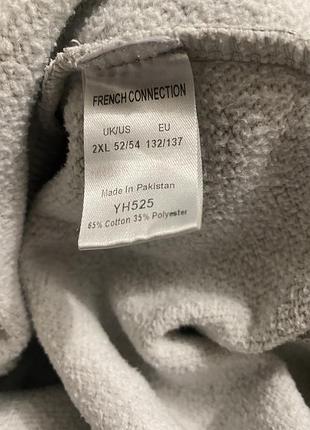 FRENCH CONNECTION
UK/US EU
2XL 52/54 132/137
Made In Pakistan
YH525
65% Cotton 35% Polyester